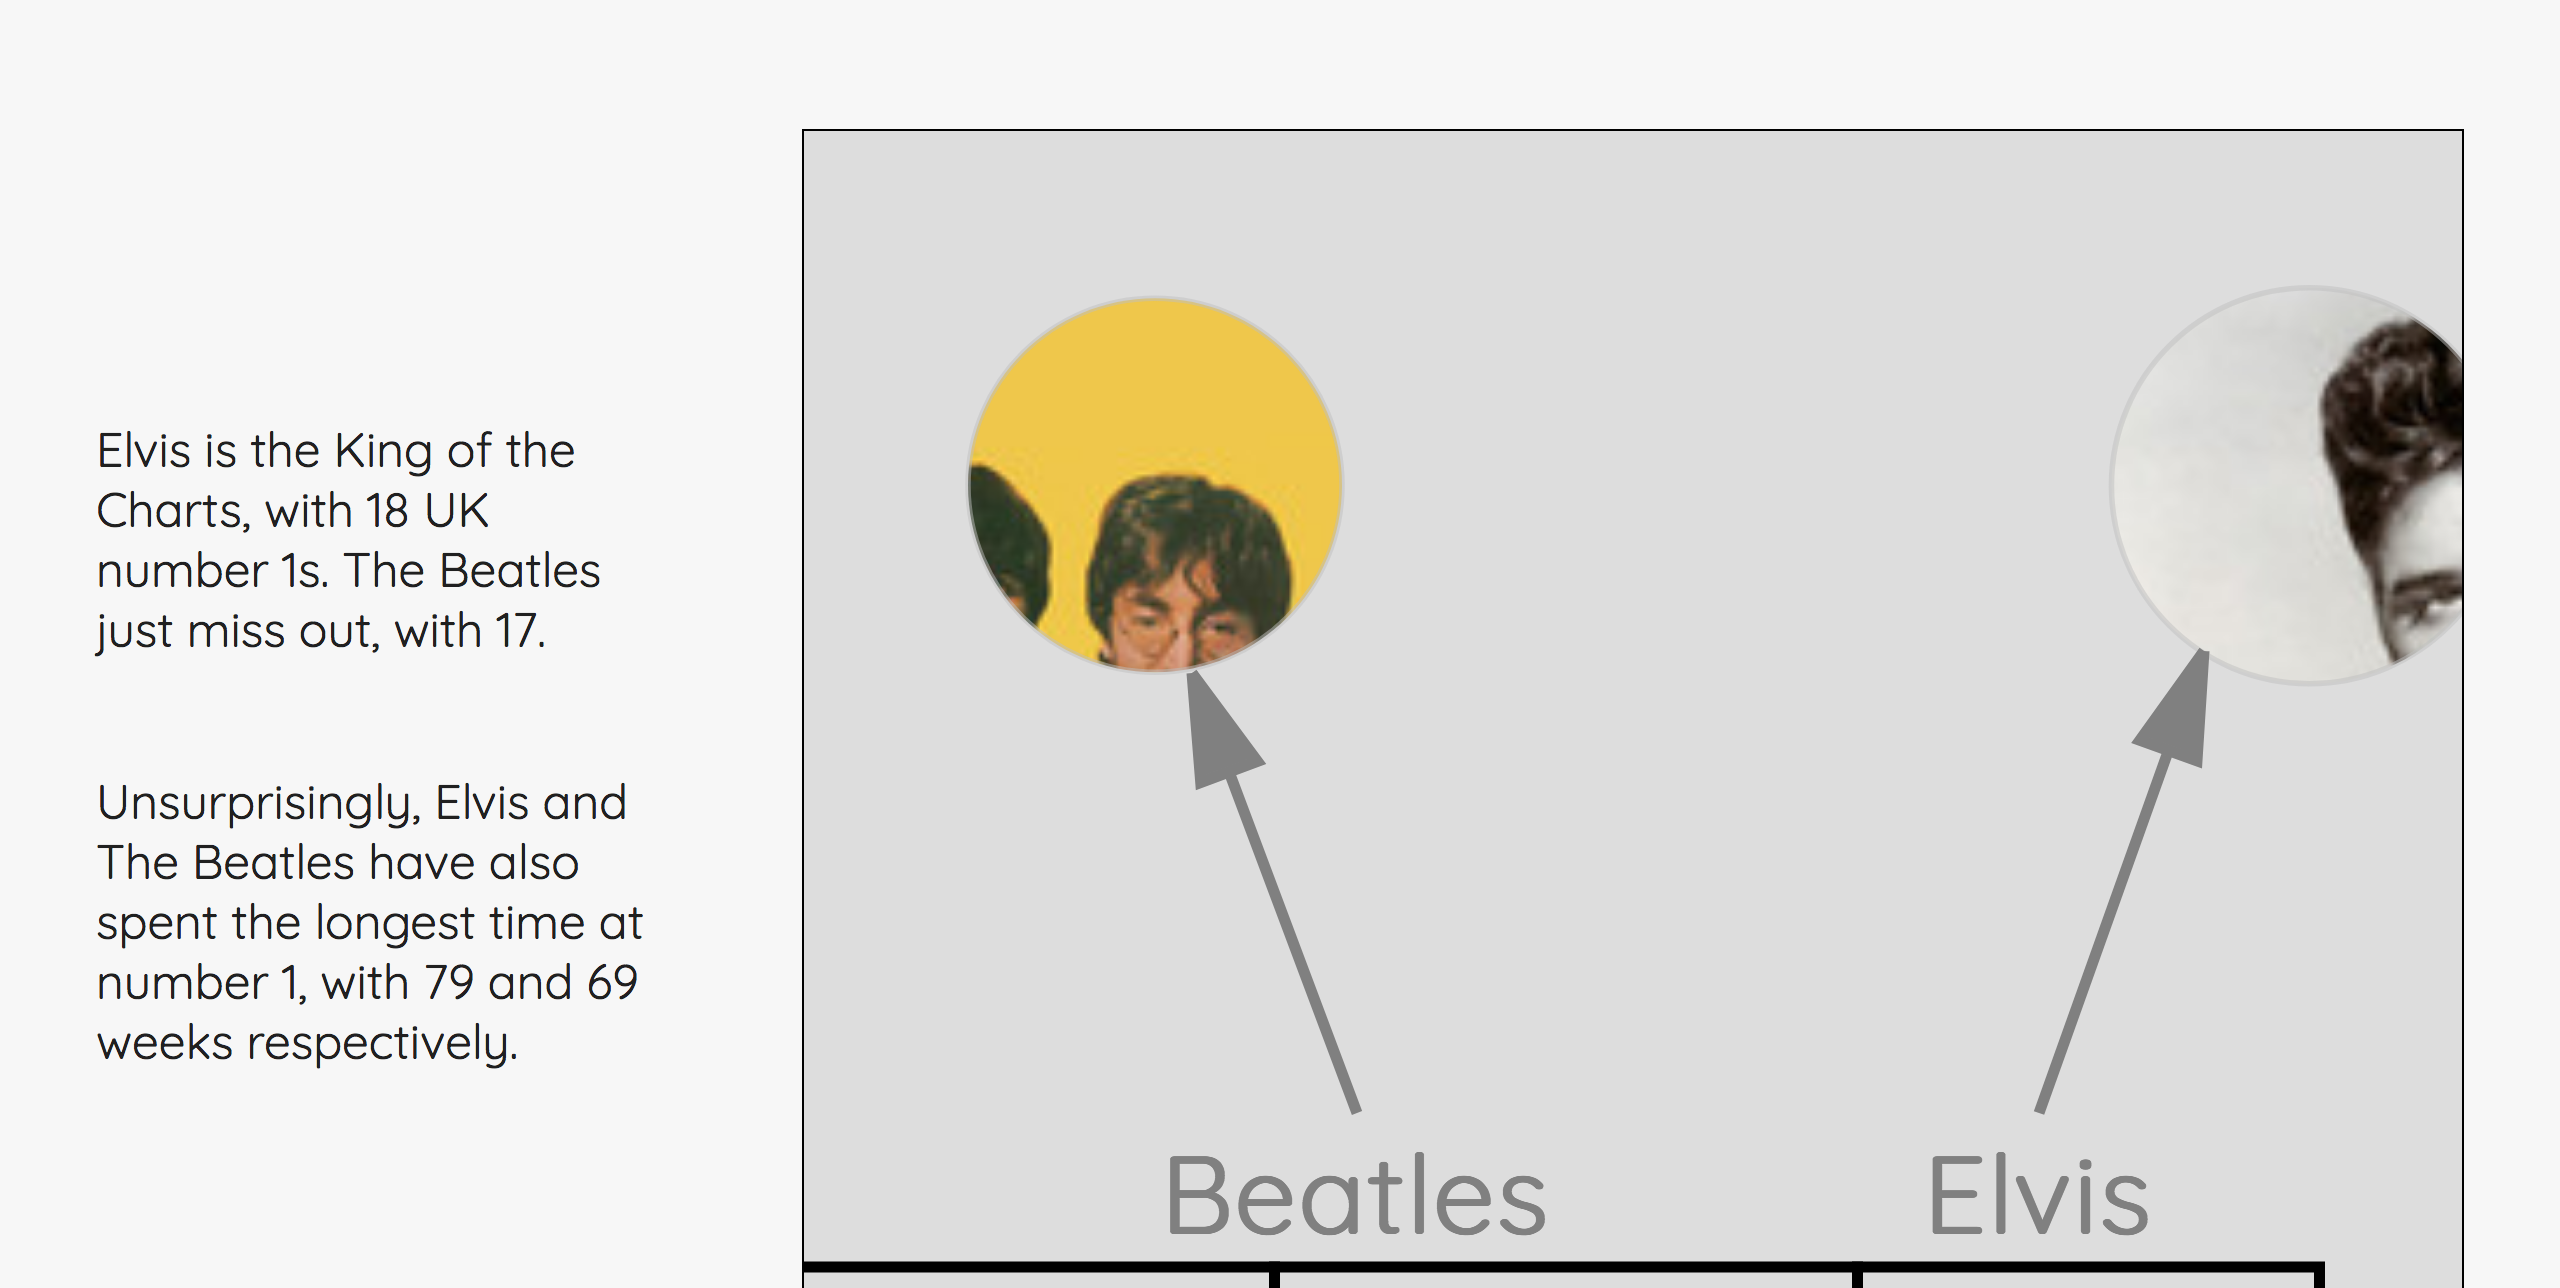 Elvis is the King of the
Charts, with 18 UK
number 1s. The Beatles
just miss out, with 17.
Unsurprisingly, Elvis and
The Beatles have also
spent the longest time at
number 1, with 79 and 69
weeks respectively.
Beatles
Elvis